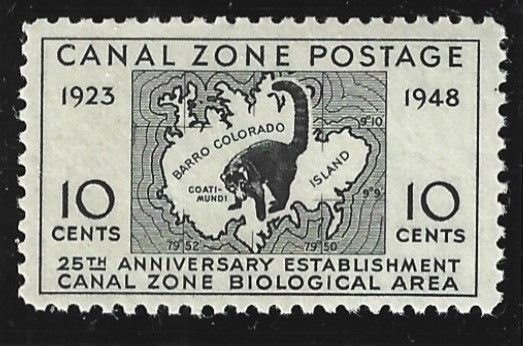 CANAL ZONE POSTAGE
1923 1948
BARRO COLORADO
ISLAND
COATI-
MUNDI
9°10
9°9
10 10
CENTS CENTS
79°52 79°50
25TH ANNIVERSARY ESTABLISHMENT
CANAL ZONE BIOLOGICAL AREA